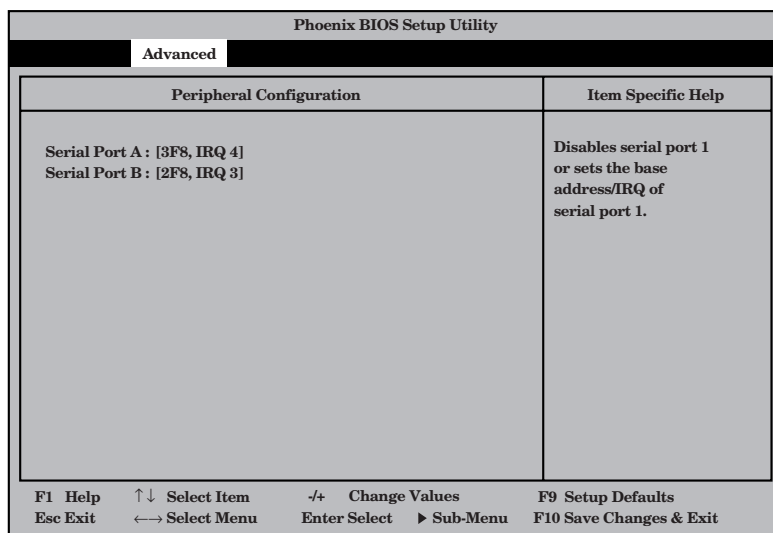 Phoenix BIOS Setup Utility
Advanced
Peripheral Configuration
Item Specific Help
Serial Port A : [3F8, IRQ 4]
Serial Port B : [2F8, IRQ 3]
Disables serial port 1
or sets the base
address/IRQ of
serial port 1.
F1 Help ↑↓ Select Item -/+ Change Values F9 Setup Defaults
Esc Exit ←→ Select Menu Enter Select ▶ Sub-Menu F10 Save Changes & Exit